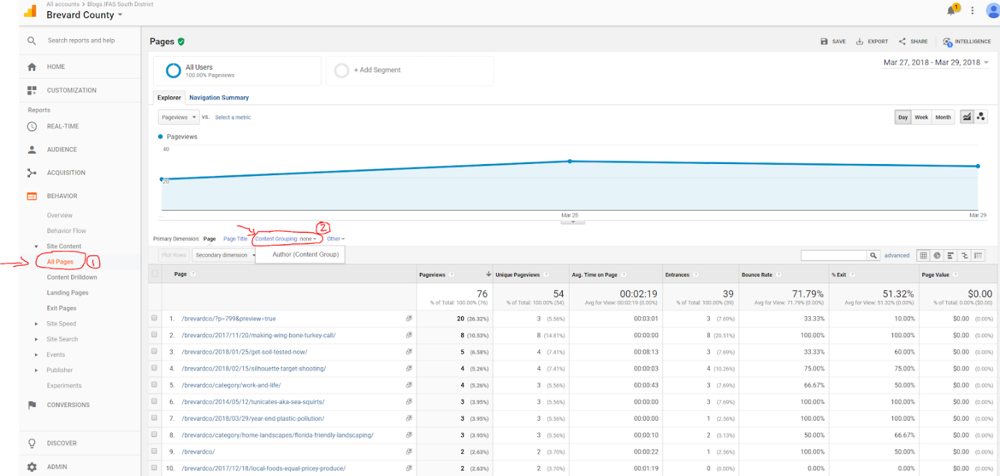 All accounts > Blogs.IFAS South District
Brevard County
1
Search reports and help
HOME
CUSTOMIZATION
Reports
REAL-TIME
AUDIENCE
ACQUISITION
BEHAVIOR
Overview
Behavior Flow
Site Content
All Pages 1
Content Drilldown
Landing Pages
Exit Pages
Site Speed
Site Search
Events
Publisher
Experiments
CONVERSIONS
DISCOVER
ADMIN
Pages
SAVE EXPORT SHARE 1 INTELLIGENCE
All Users
100.00% Pageviews
+ Add Segment
Mar 27, 2018 - Mar 29, 2018
Explorer Navigation Summary
Pageviews VS. Select a metric
Day Week Month
Pageviews
40
20
... Mar 28 Mar 29
2
Primary Dimension: Page Page Title Content Grouping: none Other
Plot Rows Secondary dimension Author (Content Group) advanced
Page ? Pageviews ? Unique Pageviews ? Avg. Time on Page ? Entrances ? Bounce Rate ? % Exit ? Page Value ?
76 54 00:02:19 39 71.79% 51.32% $0.00
% of Total: 100.00% (76) % of Total: 100.00% (54) Avg for View: 00:02:19 (0.00%) % of Total: 100.00% (39) Avg for View: 71.79% (0.00%) Avg for View: 51.32% (0.00%) % of Total: 0.00% ($0.00)
1. /brevardco/?p=799&preview=true 20 (26.32%) 3 (5.56%) 00:03:01 3 (7.69%) 33.33% 10.00% $0.00 (0.00%)
2. /brevardco/2017/11/20/making-wing-bone-turkey-call/ 8 (10.53%) 8 (14.81%) 00:00:00 8 (20.51%) 100.00% 100.00% $0.00 (0.00%)
3. /brevardco/2018/01/25/get-soil-tested-now/ 5 (6.58%) 4 (7.41%) 00:08:13 3 (7.69%) 33.33% 60.00% $0.00 (0.00%)
4. /brevardco/2018/02/15/silhouette-target-shooting/ 4 (5.26%) 4 (7.41%) 00:00:03 4 (10.26%) 75.00% 75.00% $0.00 (0.00%)
5. /brevardco/category/work-and-life/ 4 (5.26%) 3 (5.56%) 00:00:43 3 (7.69%) 66.67% 50.00% $0.00 (0.00%)
6. /brevardco/2014/05/12/tunicates-aka-sea-squirts/ 3 (3.95%) 3 (5.56%) 00:00:00 3 (7.69%) 100.00% 100.00% $0.00 (0.00%)
7. /brevardco/2018/03/29/year-end-plastic-pollution/ 3 (3.95%) 3 (5.56%) 00:00:00 1 (2.56%) 100.00% 100.00% $0.00 (0.00%)
8. /brevardco/category/home-landscapes/florida-friendly-landscaping/ 3 (3.95%) 3 (5.56%) 00:00:10 2 (5.13%) 50.00% 66.67% $0.00 (0.00%)
9. /brevardco/ 2 (2.63%) 2 (3.70%) 00:00:22 1 (2.56%) 100.00% 50.00% $0.00 (0.00%)
10. /brevardco/2017/12/18/local-foods-equal-pricey-produce/ 2 (2.63%) 2 (3.70%) 00:01:19 0 (0.00%) 0.00% 0.00% $0.00 (0.00%)